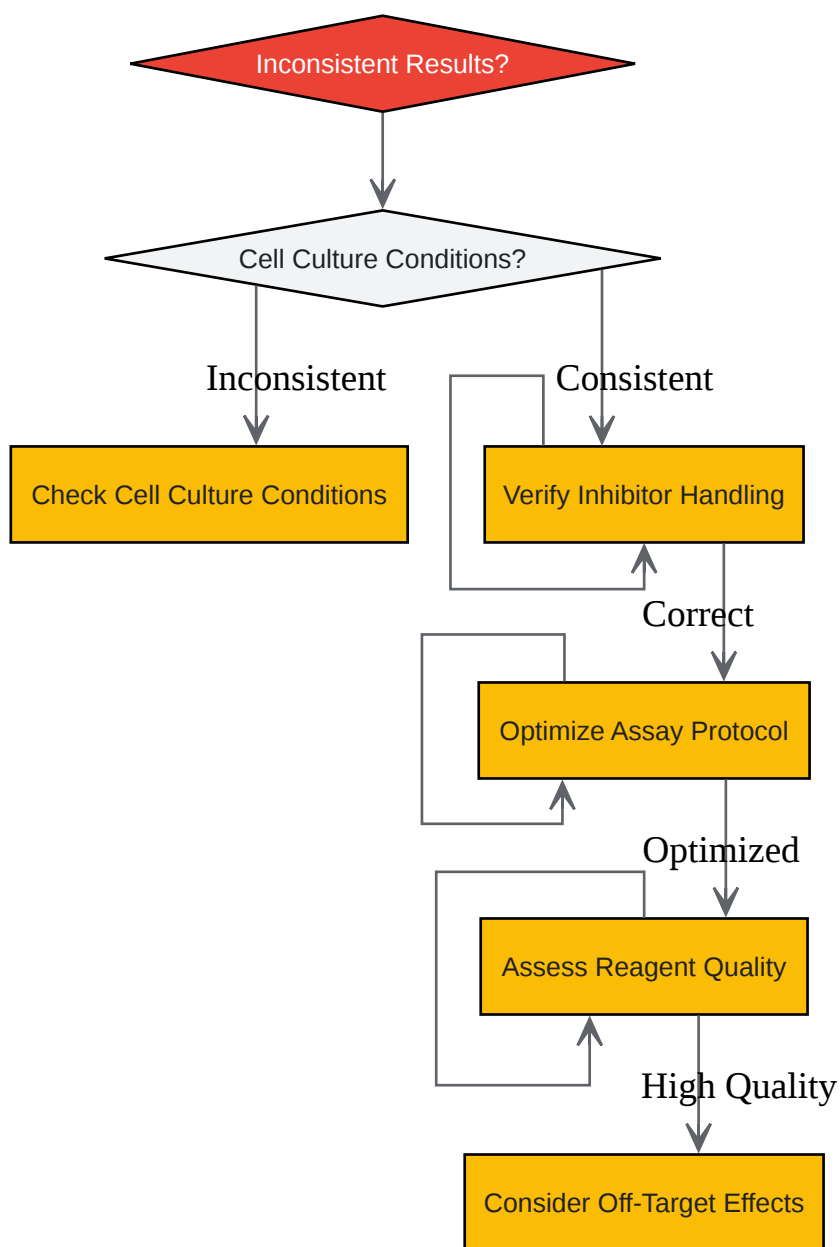 Inconsistent Results?
Cell Culture Conditions?
Inconsistent
Consistent
Check Cell Culture Conditions
Verify Inhibitor Handling
Correct
Optimize Assay Protocol
Optimized
Assess Reagent Quality
High Quality
Consider Off-Target Effects